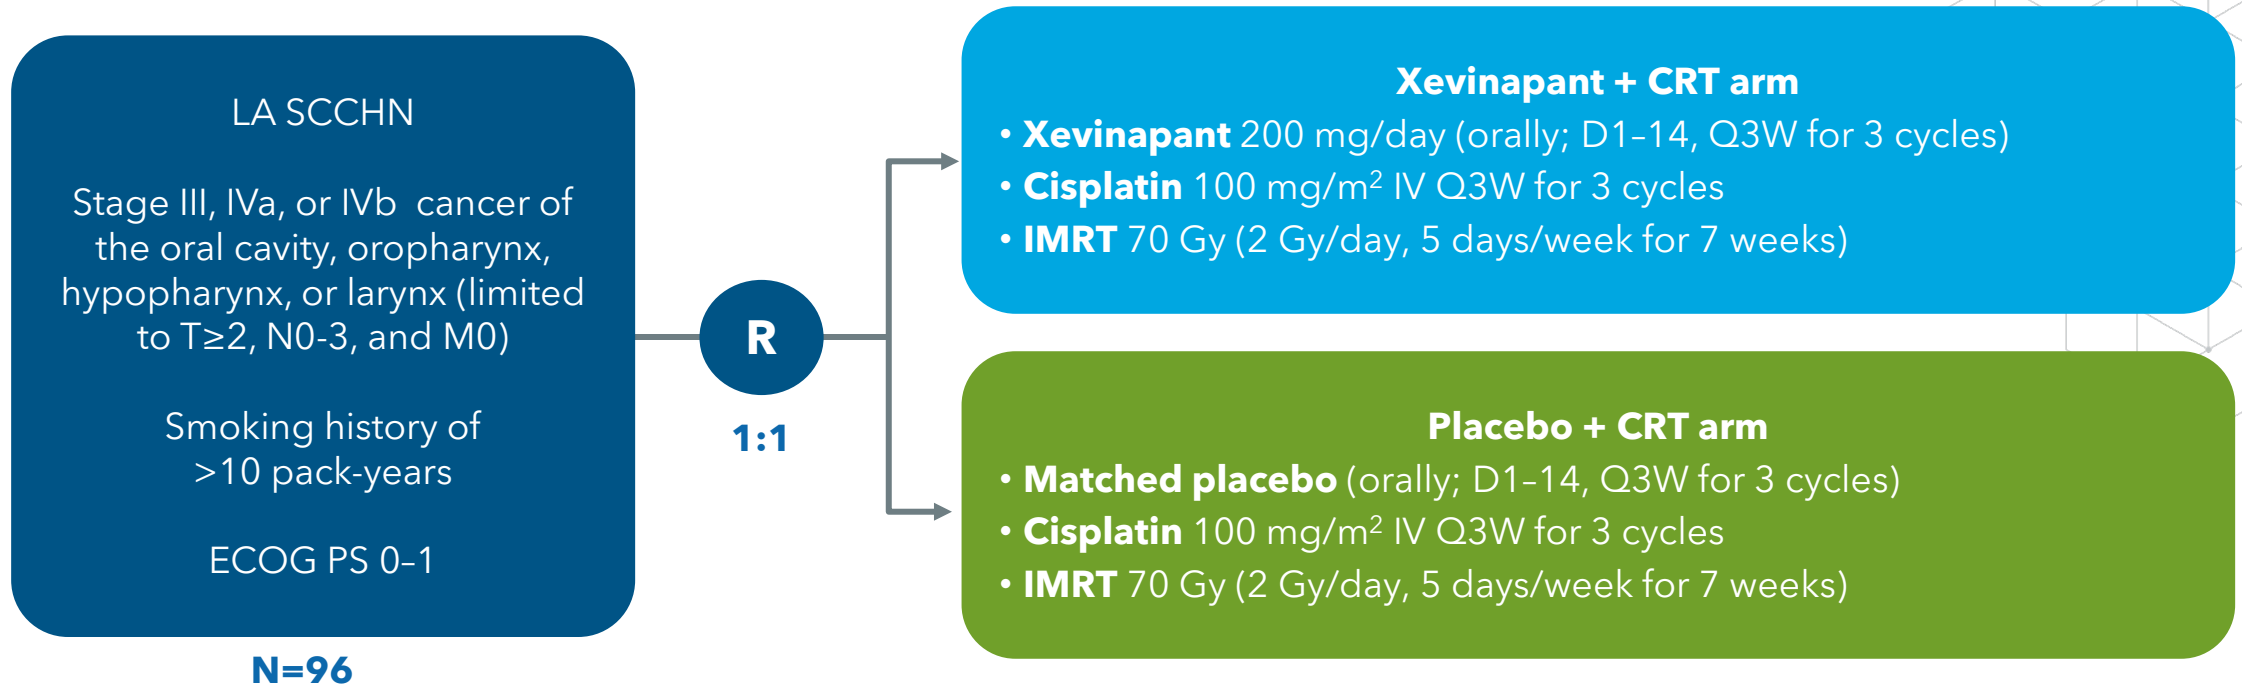 LA SCCHN
Stage III, IVa, or IVb cancer of
the oral cavity, oropharynx,
hypopharynx, or larynx (limited
to T≥2, N0-3, and M0)
Smoking history of
>10 pack-years
ECOG PS 0–1
N=96
R
1:1
Xevinapant + CRT arm
• Xevinapant 200 mg/day (orally; D1–14, Q3W for 3 cycles)
• Cisplatin 100 mg/m² IV Q3W for 3 cycles
• IMRT 70 Gy (2 Gy/day, 5 days/week for 7 weeks)
Placebo + CRT arm
• Matched placebo (orally; D1–14, Q3W for 3 cycles)
• Cisplatin 100 mg/m² IV Q3W for 3 cycles
• IMRT 70 Gy (2 Gy/day, 5 days/week for 7 weeks)